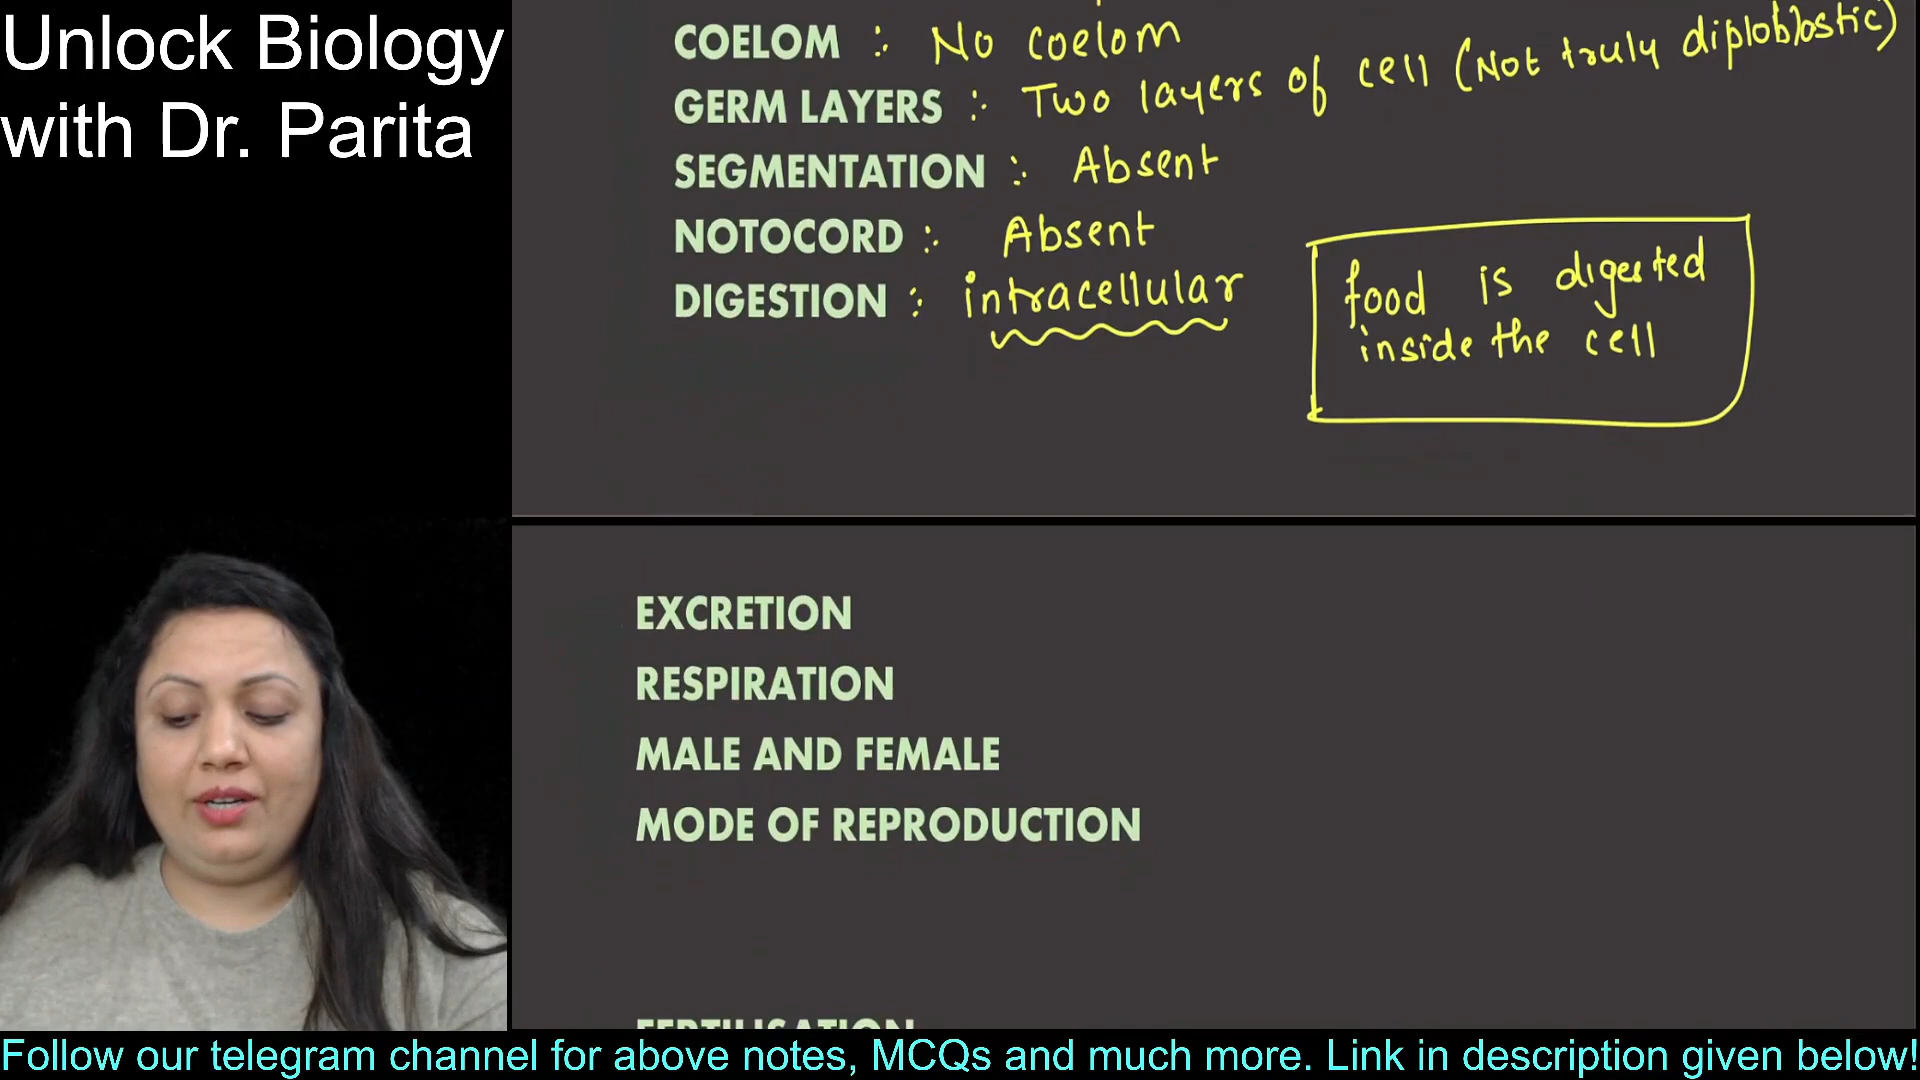 Unlock Biology
with Dr. Parita
COELOM : No coelom
GERM LAYERS : Two layers of cell (Not truly diploblastic)
SEGMENTATION : Absent
NOTOCORD : Absent
DIGESTION : intracellular
food is digested
inside the cell
EXCRETION
RESPIRATION
MALE AND FEMALE
MODE OF REPRODUCTION
FERTILISATION
Follow our telegram channel for above notes, MCQs and much more. Link in description given below!